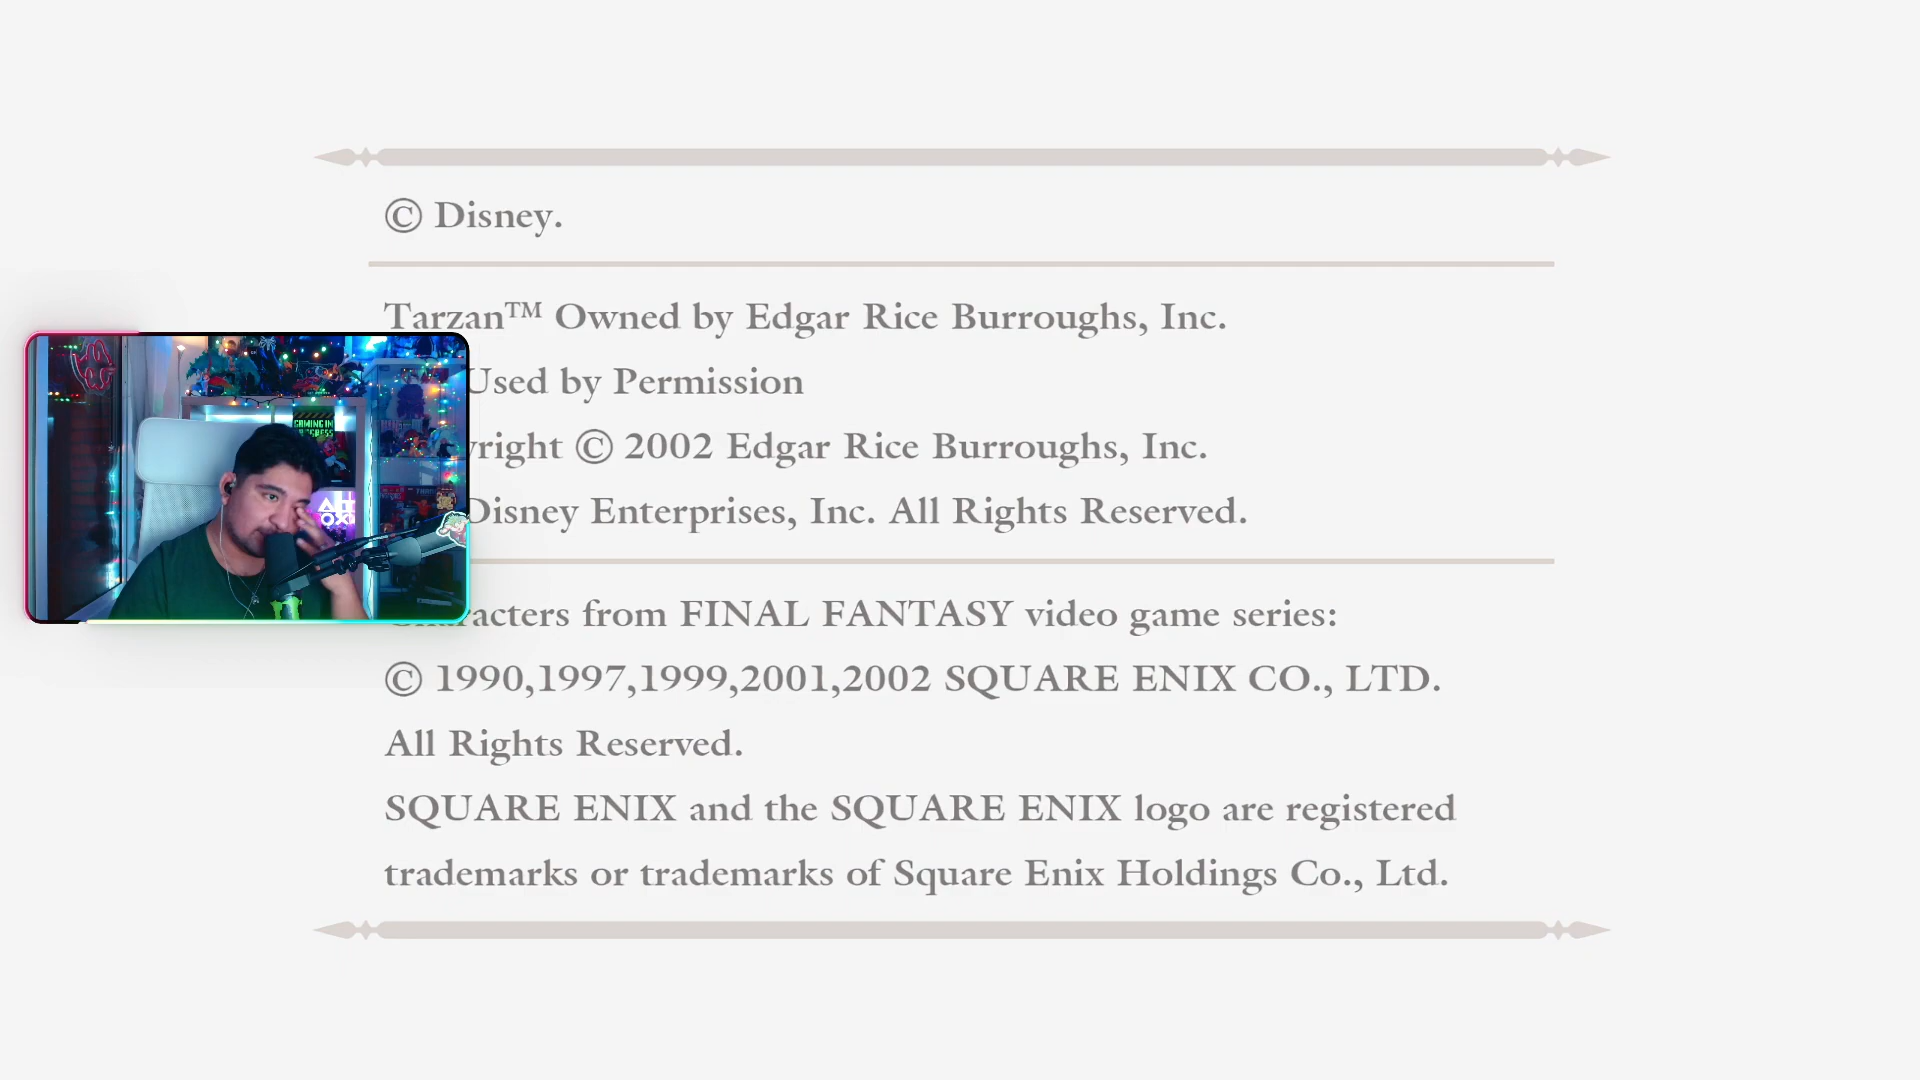 © Disney.
Tarzan™ Owned by Edgar Rice Burroughs, Inc.
Used by Permission
© 2002 Edgar Rice Burroughs, Inc.
Disney Enterprises, Inc. All Rights Reserved.
GAMING IN
PROGRESS
from FINAL FANTASY video game series:
© 1990,1997,1999,2001,2002 SQUARE ENIX CO., LTD.
All Rights Reserved.
SQUARE ENIX and the SQUARE ENIX logo are registered
trademarks or trademarks of Square Enix Holdings Co., Ltd.